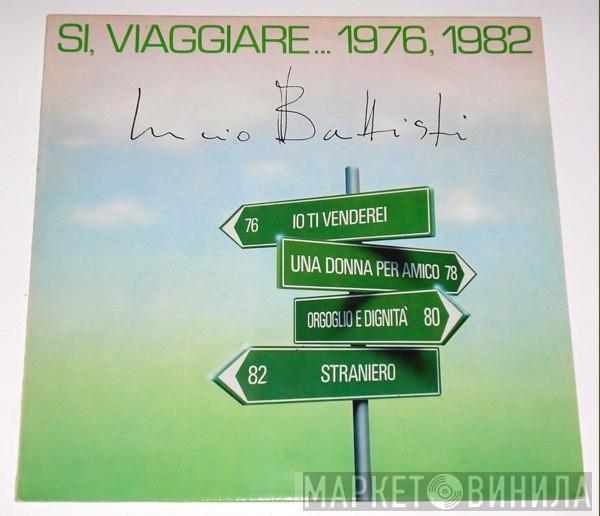 SI, VIAGGIARE... 1976, 1982
Lucio Battisti
76 IO TI VENDEREI
UNA DONNA PER AMICO 78
ORGOGLIO E DIGNITÀ 80
82 STRANIERO
МАРКЕТ ВИНИЛА